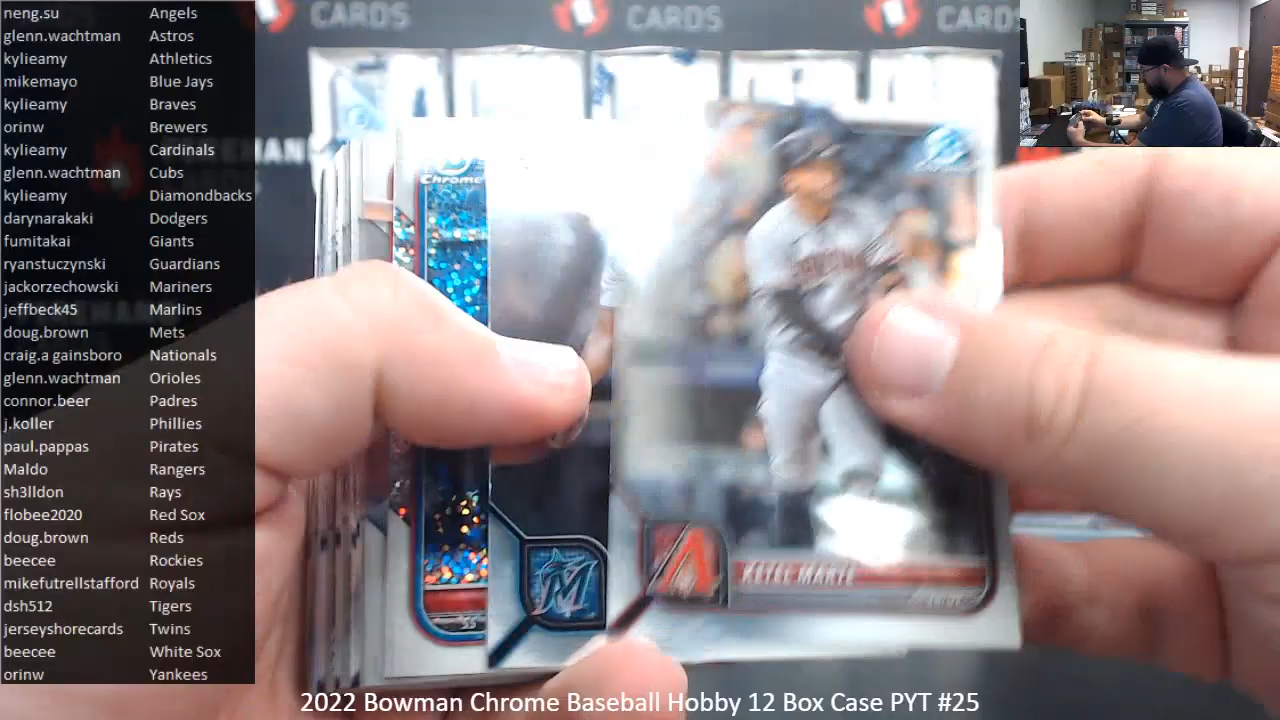 neng.su Angels
glenn.wachtman Astros
kylieamy Athletics
mikemayo Blue Jays
kylieamy Braves
orinw Brewers
kylieamy Cardinals
glenn.wachtman Cubs
kylieamy Diamondbacks
darynarakaki Dodgers
fumitakai Giants
ryanstuczynski Guardians
jackorzechowski Mariners
jeffbeck45 Marlins
doug.brown Mets
craig.a gainsboro Nationals
glenn.wachtman Orioles
connor.beer Padres
j.koller Phillies
paul.pappas Pirates
Maldo Rangers
sh3lldon Rays
flobee2020 Red Sox
doug.brown Reds
beecee Rockies
mikefutrellstafford Royals
dsh512 Tigers
jerseyshorecards Twins
beecee White Sox
orinw Yankees
CARDS
CARDS
CARDS
Chrome
KETEL MARTE
SS
2022 Bowman Chrome Baseball Hobby 12 Box Case PYT #25